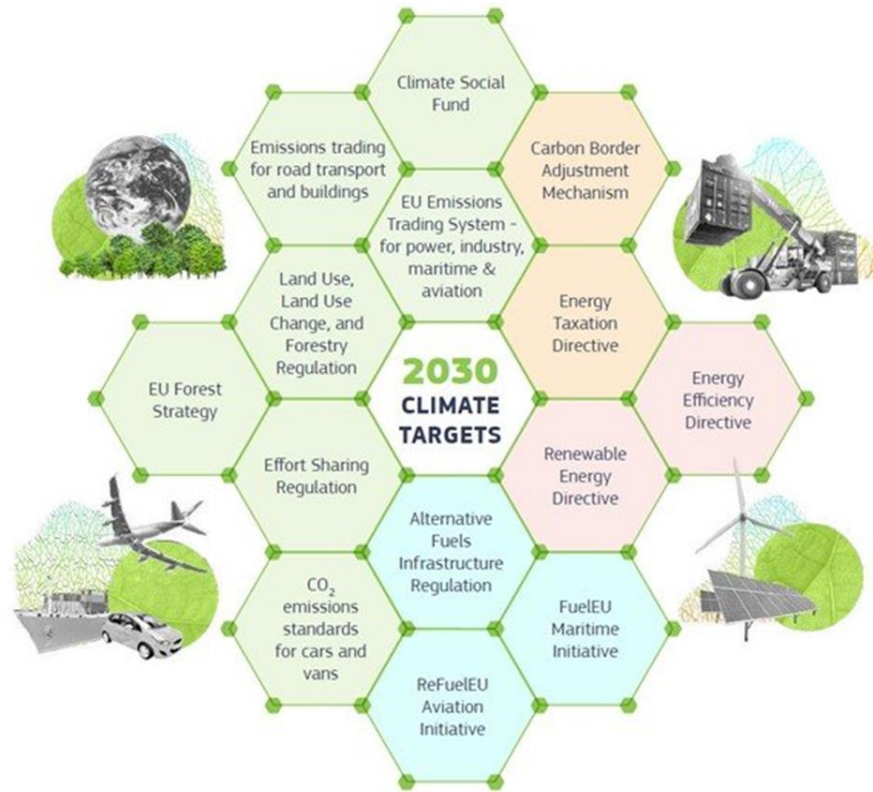 Climate Social
Fund
Emissions trading
for road transport
and buildings
Carbon Border
Adjustment
Mechanism
EU Emissions
Trading System -
for power, industry,
maritime &
aviation
Land Use,
Land Use
Change, and
Forestry
Regulation
Energy
Taxation
Directive
EU Forest
Strategy
2030
CLIMATE
TARGETS
Energy
Efficiency
Directive
Effort Sharing
Regulation
Renewable
Energy
Directive
Alternative
Fuels
Infrastructure
Regulation
CO₂
emissions
standards
for cars and
vans
FuelEU
Maritime
Initiative
ReFuelEU
Aviation
Initiative